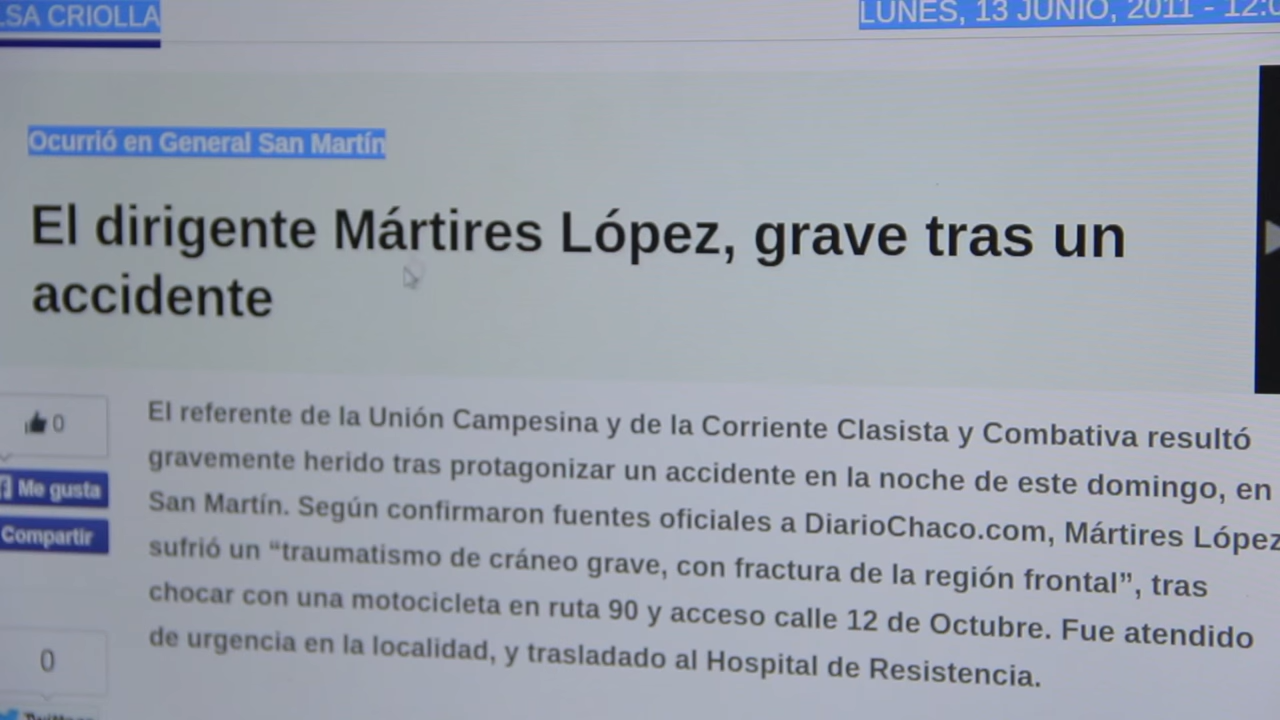 LSA CRIOLLA
LUNES, 13 JUNIO, 2011 - 12:0
Ocurrió en General San Martín
El dirigente Mártires López, grave tras un
accidente
0
Me gusta
Compartir
0
El referente de la Unión Campesina y de la Corriente Clasista y Combativa resultó
gravemente herido tras protagonizar un accidente en la noche de este domingo, en
San Martín. Según confirmaron fuentes oficiales a DiarioChaco.com, Mártires López
sufrió un “traumatismo de cráneo grave, con fractura de la región frontal”, tras
chocar con una motocicleta en ruta 90 y acceso calle 12 de Octubre. Fue atendido
de urgencia en la localidad, y trasladado al Hospital de Resistencia.